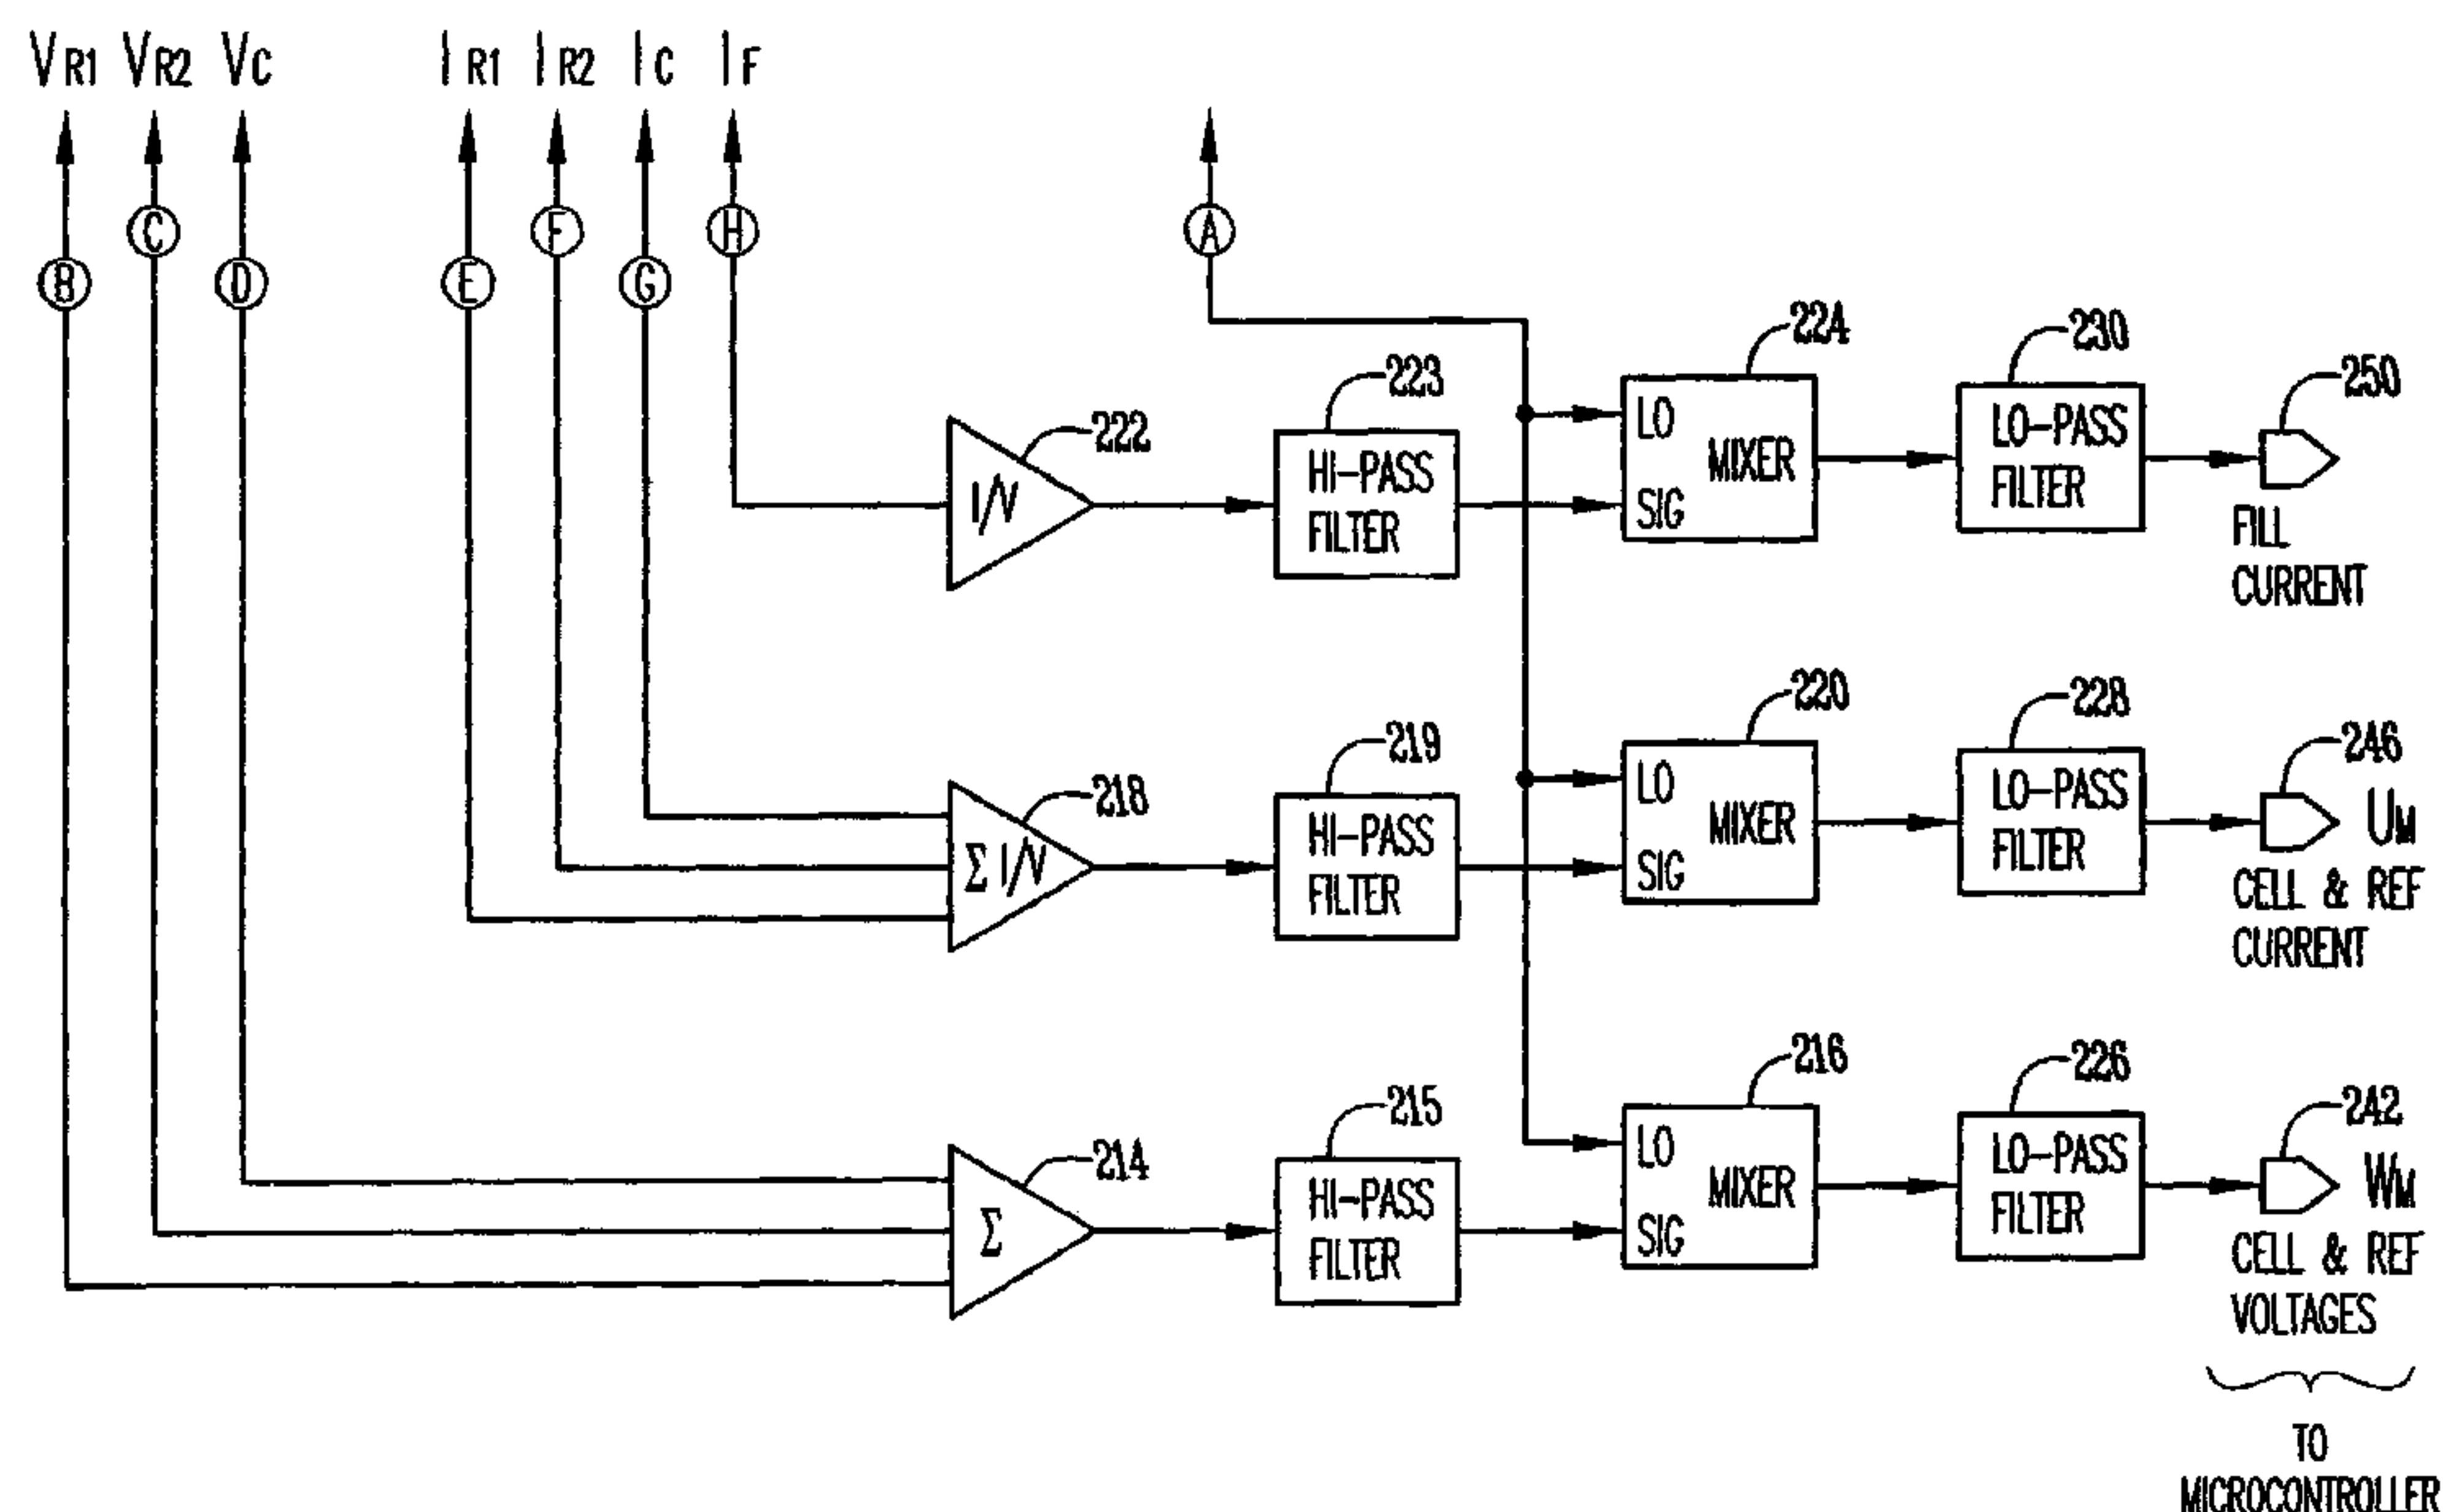 VR1 VR2 VC IR1 IR2 IC IF
C F H A
B D E G
224
230
250
223
222
LO
MIXER
SIG
LO-PASS
FILTER
HI-PASS
FILTER
I/V
FILL
CURRENT
220
228
246
219
218
LO
MIXER
SIG
LO-PASS
FILTER
UM
HI-PASS
FILTER
Σ I/V
CELL & REF
CURRENT
216
226
242
215
214
LO
MIXER
SIG
LO-PASS
FILTER
WM
HI-PASS
FILTER
Σ
CELL & REF
VOLTAGES
TO
MICROCONTROLLER